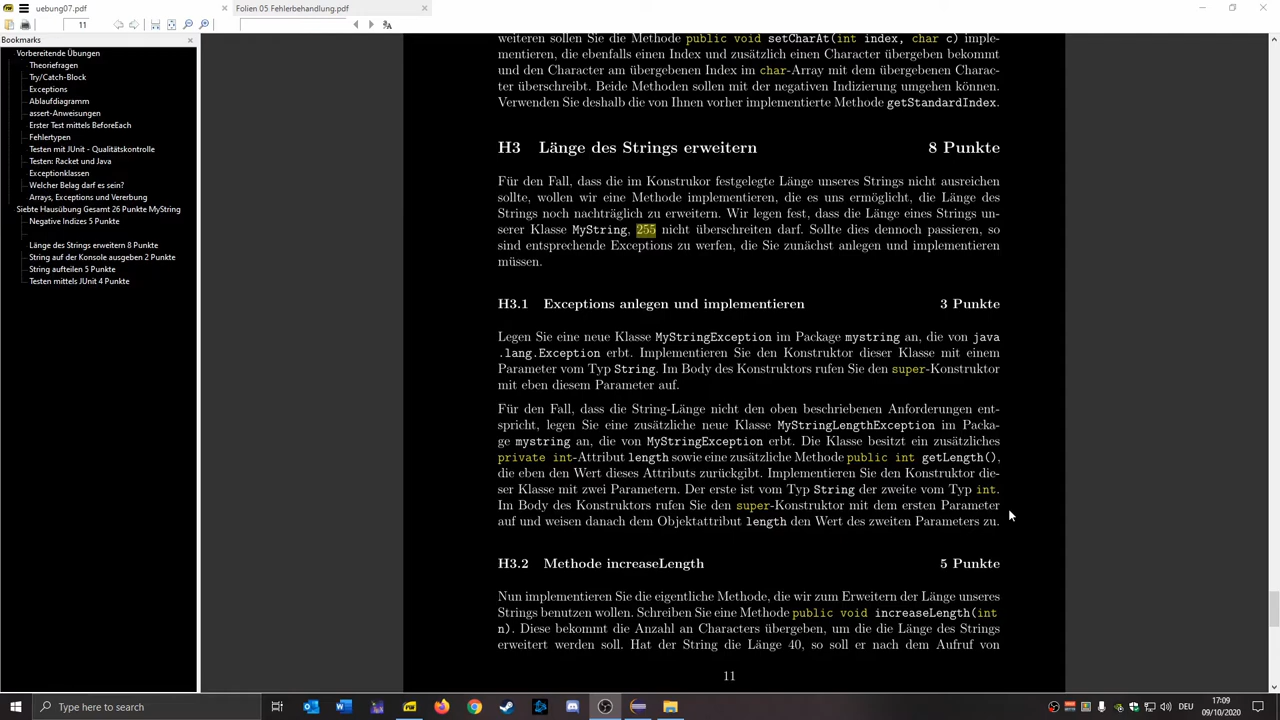 uebung07.pdf
Folien 05 Fehlerbehandlung.pdf
11
Bookmarks
Vorbereitende Übungen
Theoriefragen
Try/Catch-Block
Exceptions
Ablaufdiagramm
assert-Anweisungen
Erster Test mittels BeforeEach
Fehlertypen
Testen mit JUnit - Qualitätskontrolle
Testen: Racket und Java
Exceptionklassen
Welcher Belag darf es sein?
Arrays, Exceptions und Vererbung
Siebte Hausübung Gesamt 26 Punkte MyString
Negative Indizes 5 Punkte
Länge des Strings erweitern 8 Punkte
String auf der Konsole ausgeben 2 Punkte
String aufteilen 5 Punkte
Testen mittels JUnit 4 Punkte
weiteren sollen Sie die Methode public void setCharAt(int index, char c) imple-
mentieren, die ebenfalls einen Index und zusätzlich einen Character übergeben bekommt
und den Character am übergebenen Index im char-Array mit dem übergebenen Charac-
ter überschreibt. Beide Methoden sollen mit der negativen Indizierung umgehen können.
Verwenden Sie deshalb die von Ihnen vorher implementierte Methode getStandardIndex.
H3 Länge des Strings erweitern 8 Punkte
Für den Fall, dass die im Konstrukor festgelegte Länge unseres Strings nicht ausreichen
sollte, wollen wir eine Methode implementieren, die es uns ermöglicht, die Länge des
Strings noch nachträglich zu erweitern. Wir legen fest, dass die Länge eines Strings un-
serer Klasse MyString, 255 nicht überschreiten darf. Sollte dies dennoch passieren, so
sind entsprechende Exceptions zu werfen, die Sie zunächst anlegen und implementieren
müssen.
H3.1 Exceptions anlegen und implementieren 3 Punkte
Legen Sie eine neue Klasse MyStringException im Package mystring an, die von java
.lang.Exception erbt. Implementieren Sie den Konstruktor dieser Klasse mit einem
Parameter vom Typ String. Im Body des Konstruktors rufen Sie den super-Konstruktor
mit eben diesem Parameter auf.
Für den Fall, dass die String-Länge nicht den oben beschriebenen Anforderungen ent-
spricht, legen Sie eine zusätzliche neue Klasse MyStringLengthException im Packa-
ge mystring an, die von MyStringException erbt. Die Klasse besitzt ein zusätzliches
private int-Attribut length sowie eine zusätzliche Methode public int getLength(),
die eben den Wert dieses Attributs zurückgibt. Implementieren Sie den Konstruktor die-
ser Klasse mit zwei Parametern. Der erste ist vom Typ String der zweite vom Typ int.
Im Body des Konstruktors rufen Sie den super-Konstruktor mit dem ersten Parameter
auf und weisen danach dem Objektattribut length den Wert des zweiten Parameters zu.
H3.2 Methode increaseLength 5 Punkte
Nun implementieren Sie die eigentliche Methode, die wir zum Erweitern der Länge unseres
Strings benutzen wollen. Schreiben Sie eine Methode public void increaseLength(int
n). Diese bekommt die Anzahl an Characters übergeben, um die die Länge des Strings
erweitert werden soll. Hat der String die Länge 40, so soll er nach dem Aufruf von
11
Type here to search
DEU
17:09
09/10/2020